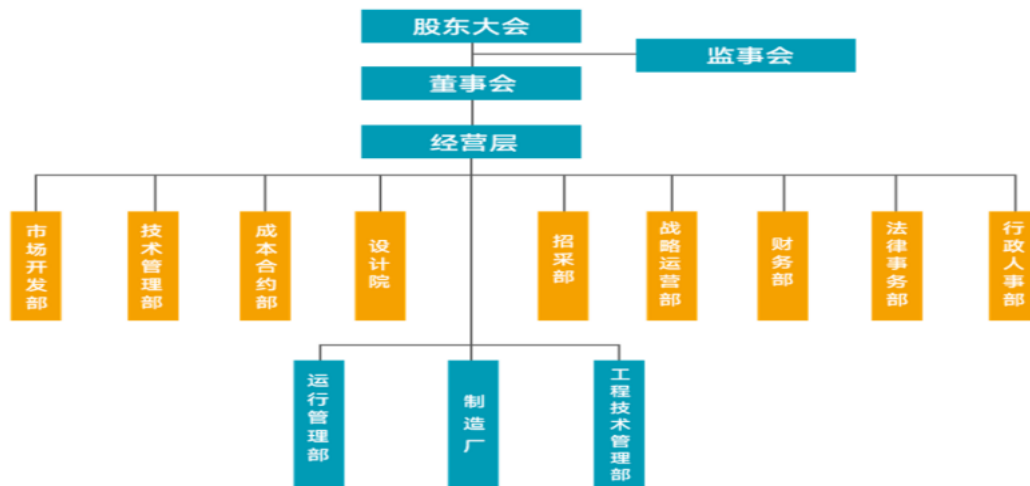 股东大会
监事会
董事会
经营层
市场开发部
技术管理部
成本合约部
设计院
招采部
战略运营部
财务部
法律事务部
行政人事部
运行管理部
制造厂
工程技术管理部